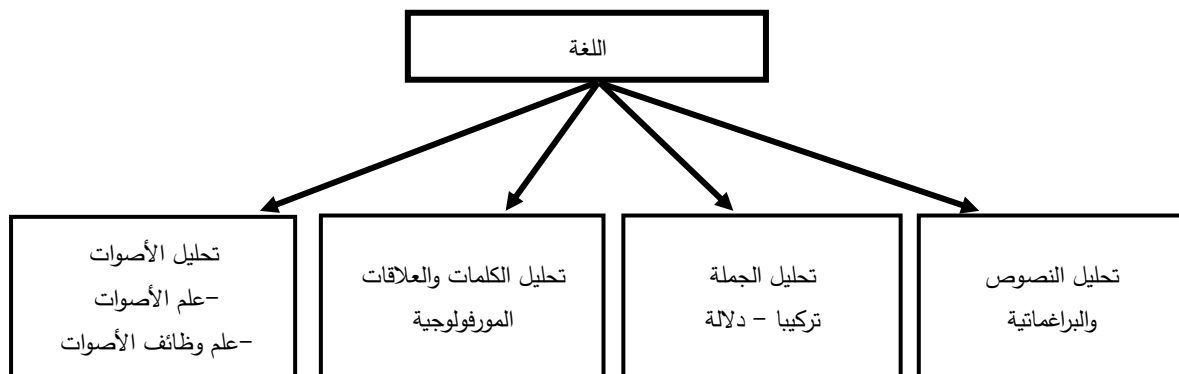 اللغة
تحليل النصوص
والبراغماتية
تحليل الجملة
تركيبا – دلالة
تحليل الكلمات والعلاقات
المورفولوجية
تحليل الأصوات
–علم الأصوات
–علم وظائف الأصوات